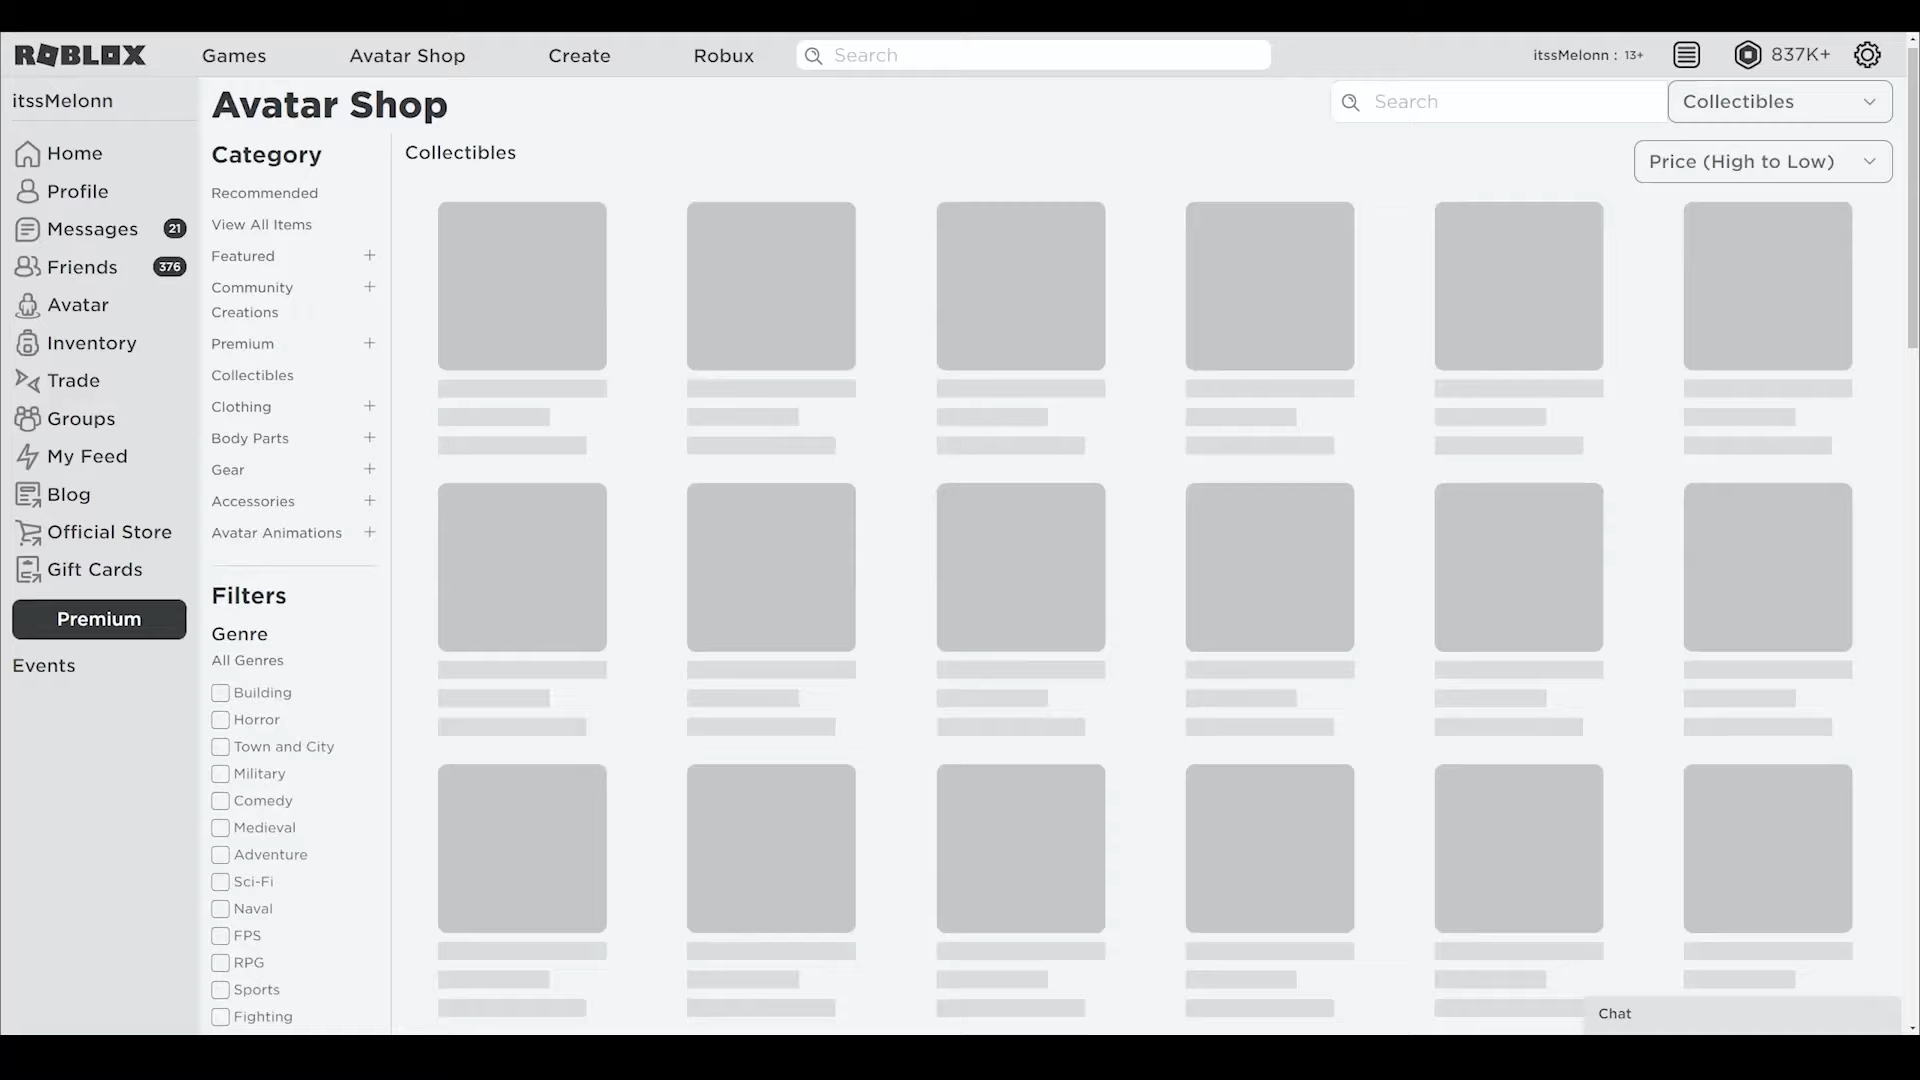 ROBLOX
Games
Avatar Shop
Create
Robux
Search
itssMelonn : 13+
837K+
itssMelonn
Home
Profile
Messages 21
Friends 376
Avatar
Inventory
Trade
Groups
My Feed
Blog
Official Store
Gift Cards
Premium
Events
Avatar Shop
Search
Collectibles
Category
Recommended
View All Items
Featured +
Community +
Creations
Premium +
Collectibles
Clothing +
Body Parts +
Gear +
Accessories +
Avatar Animations +
Filters
Genre
All Genres
Building
Horror
Town and City
Military
Comedy
Medieval
Adventure
Sci-Fi
Naval
FPS
RPG
Sports
Fighting
Collectibles
Price (High to Low)
Chat